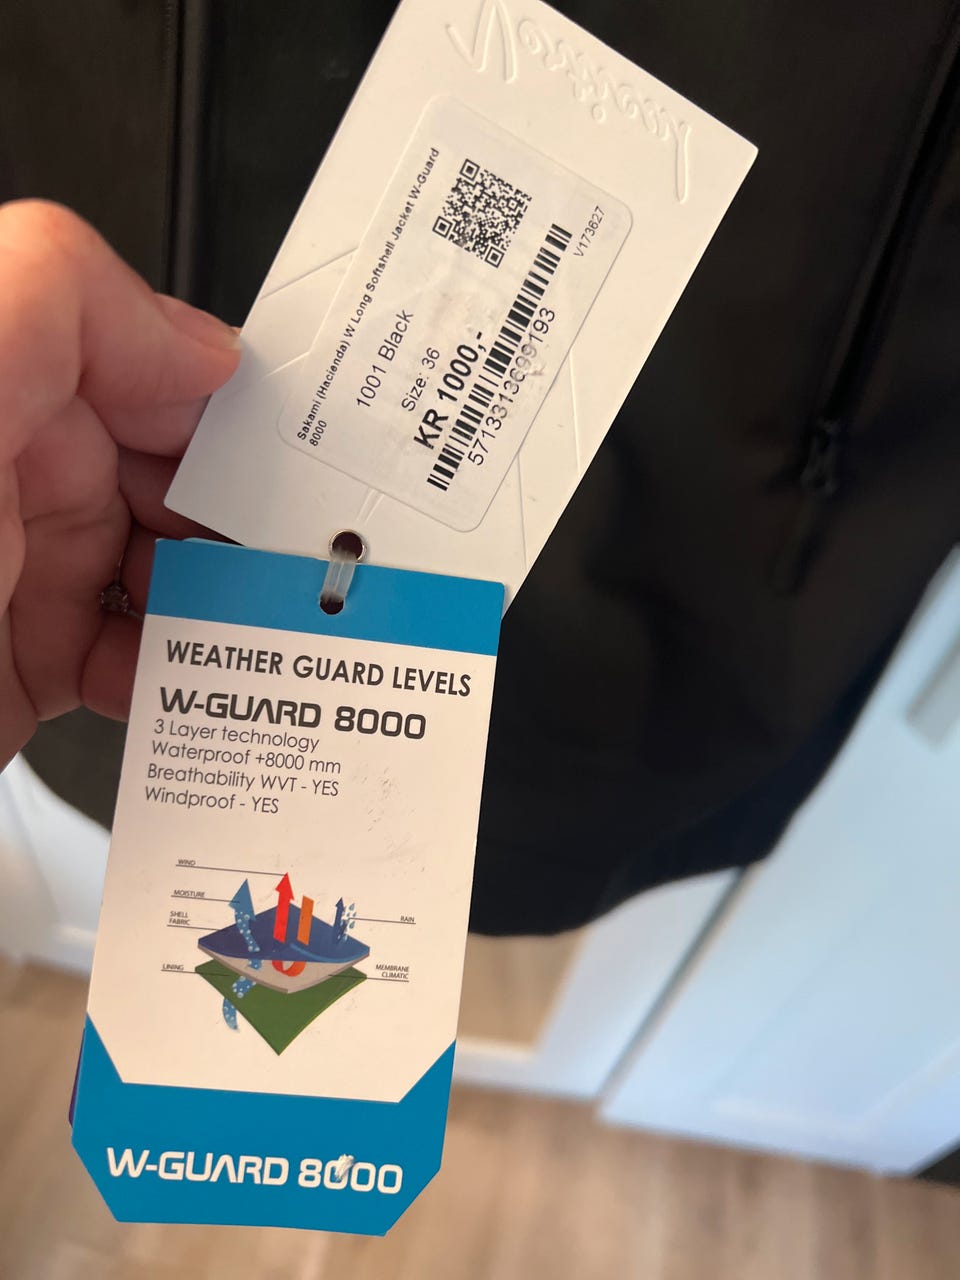 Sakami (Hacienda) W Long Softshell Jacket W-Guard
8000
1001 Black
Size: 36
KR 1000,-
V173627
WEATHER GUARD LEVELS
W-GUARD 8000
3 Layer technology
Waterproof +8000 mm
Breathability WVT - YES
Windproof - YES
WIND
MOISTURE
SHELL
FABRIC
RAIN
LINING
MEMBRANE
CLIMATIC
W-GUARD 8000